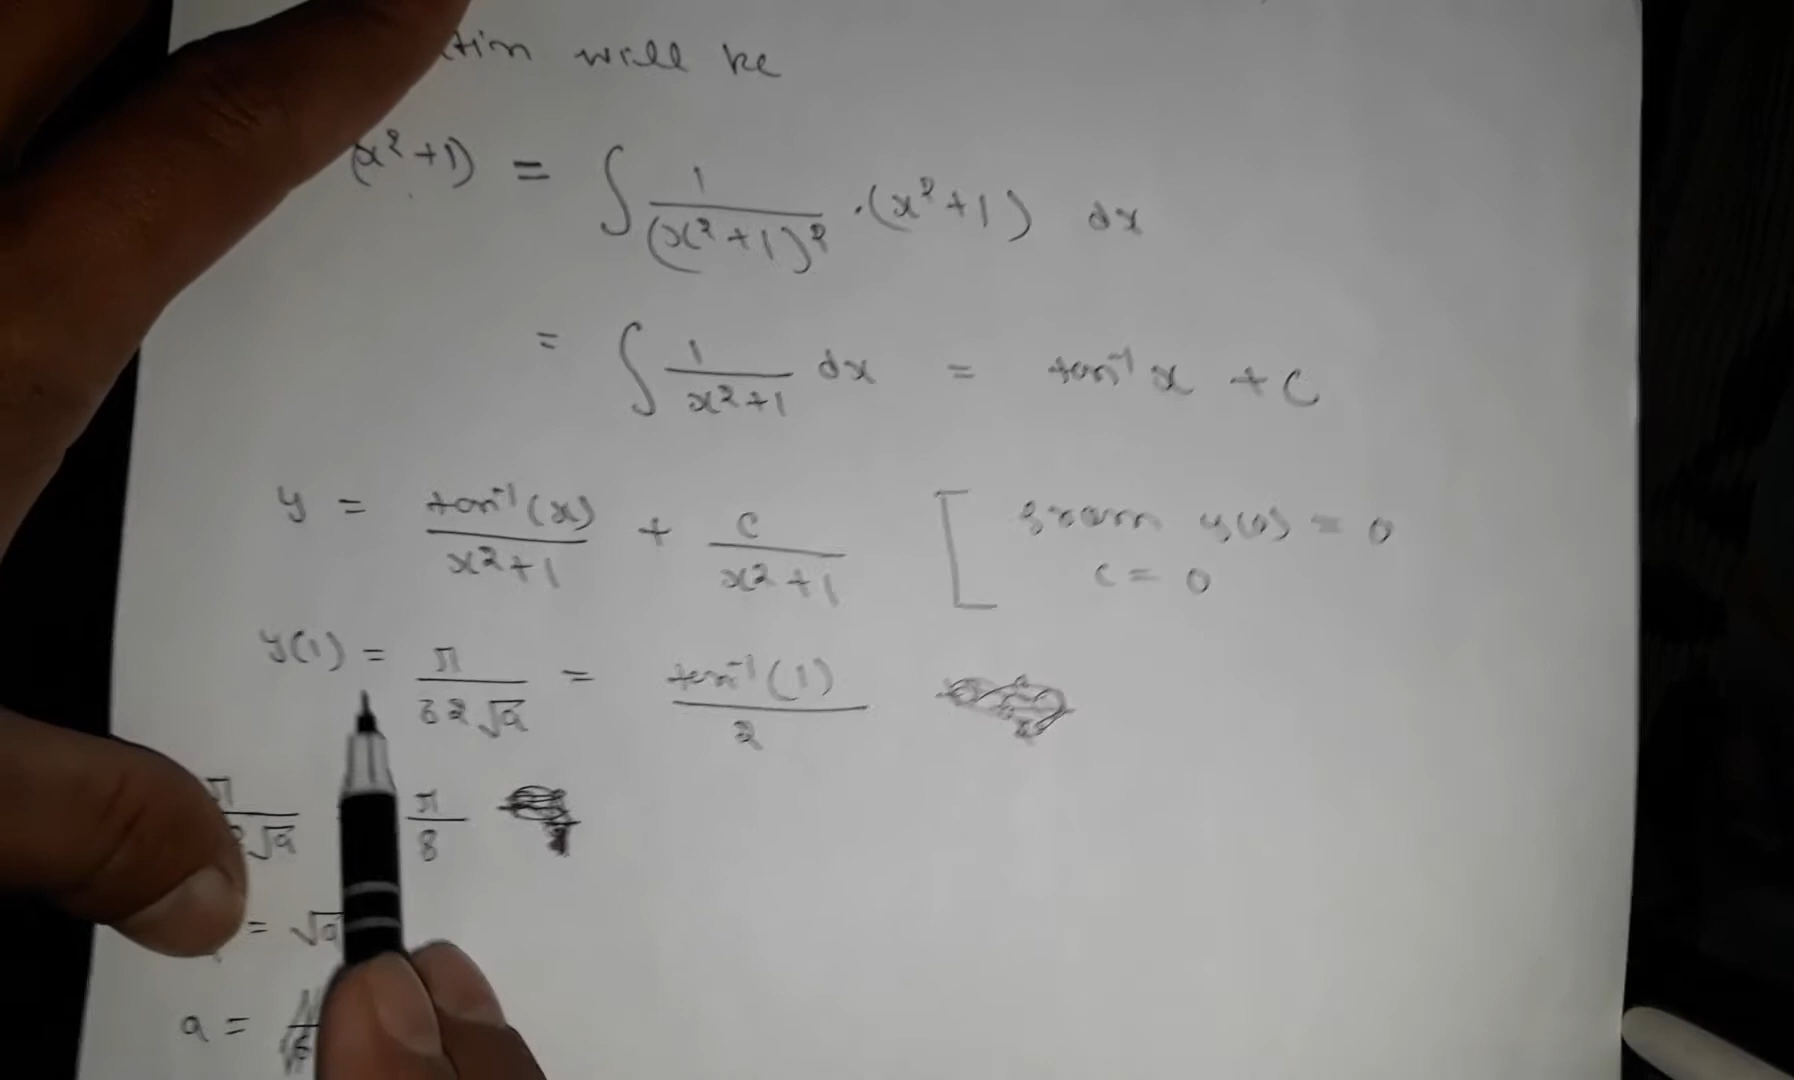 will be
(x²+1) = ∫ 1/(x²+1)² · (x²+1) dx
= ∫ 1/(x²+1) dx = tan⁻¹ x + C
y = tan⁻¹(x)/(x²+1) + c/(x²+1) [ from y(0) = 0
c = 0
y(1) = π/(32√a) = tan⁻¹(1)/2
π/√a π/8
= √a
a =